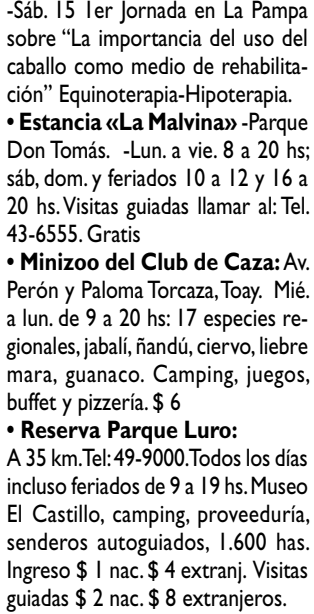 -Sáb. 15 1er Jornada en La Pampa
sobre “La importancia del uso del
caballo como medio de rehabilita-
ción” Equinoterapia-Hipoterapia.
• Estancia «La Malvina» -Parque
Don Tomás.  -Lun. a vie. 8 a 20 hs;
sáb, dom. y feriados 10 a 12 y 16 a
20 hs. Visitas guiadas llamar al: Tel.
43-6555. Gratis
• Minizoo del Club de Caza: Av.
Perón y Paloma Torcaza, Toay.  Mié.
a lun. de 9 a 20 hs: 17 especies re-
gionales, jabalí, ñandú, ciervo, liebre
mara, guanaco. Camping, juegos,
buffet y pizzería. $ 6
• Reserva Parque Luro:
A 35 km. Tel: 49-9000. Todos los días
incluso feriados de 9 a 19 hs. Museo
El Castillo, camping, proveeduría,
senderos autoguiados, 1.600 has.
Ingreso $ 1 nac. $ 4 extranj. Visitas
guiadas $ 2 nac. $ 8 extranjeros.